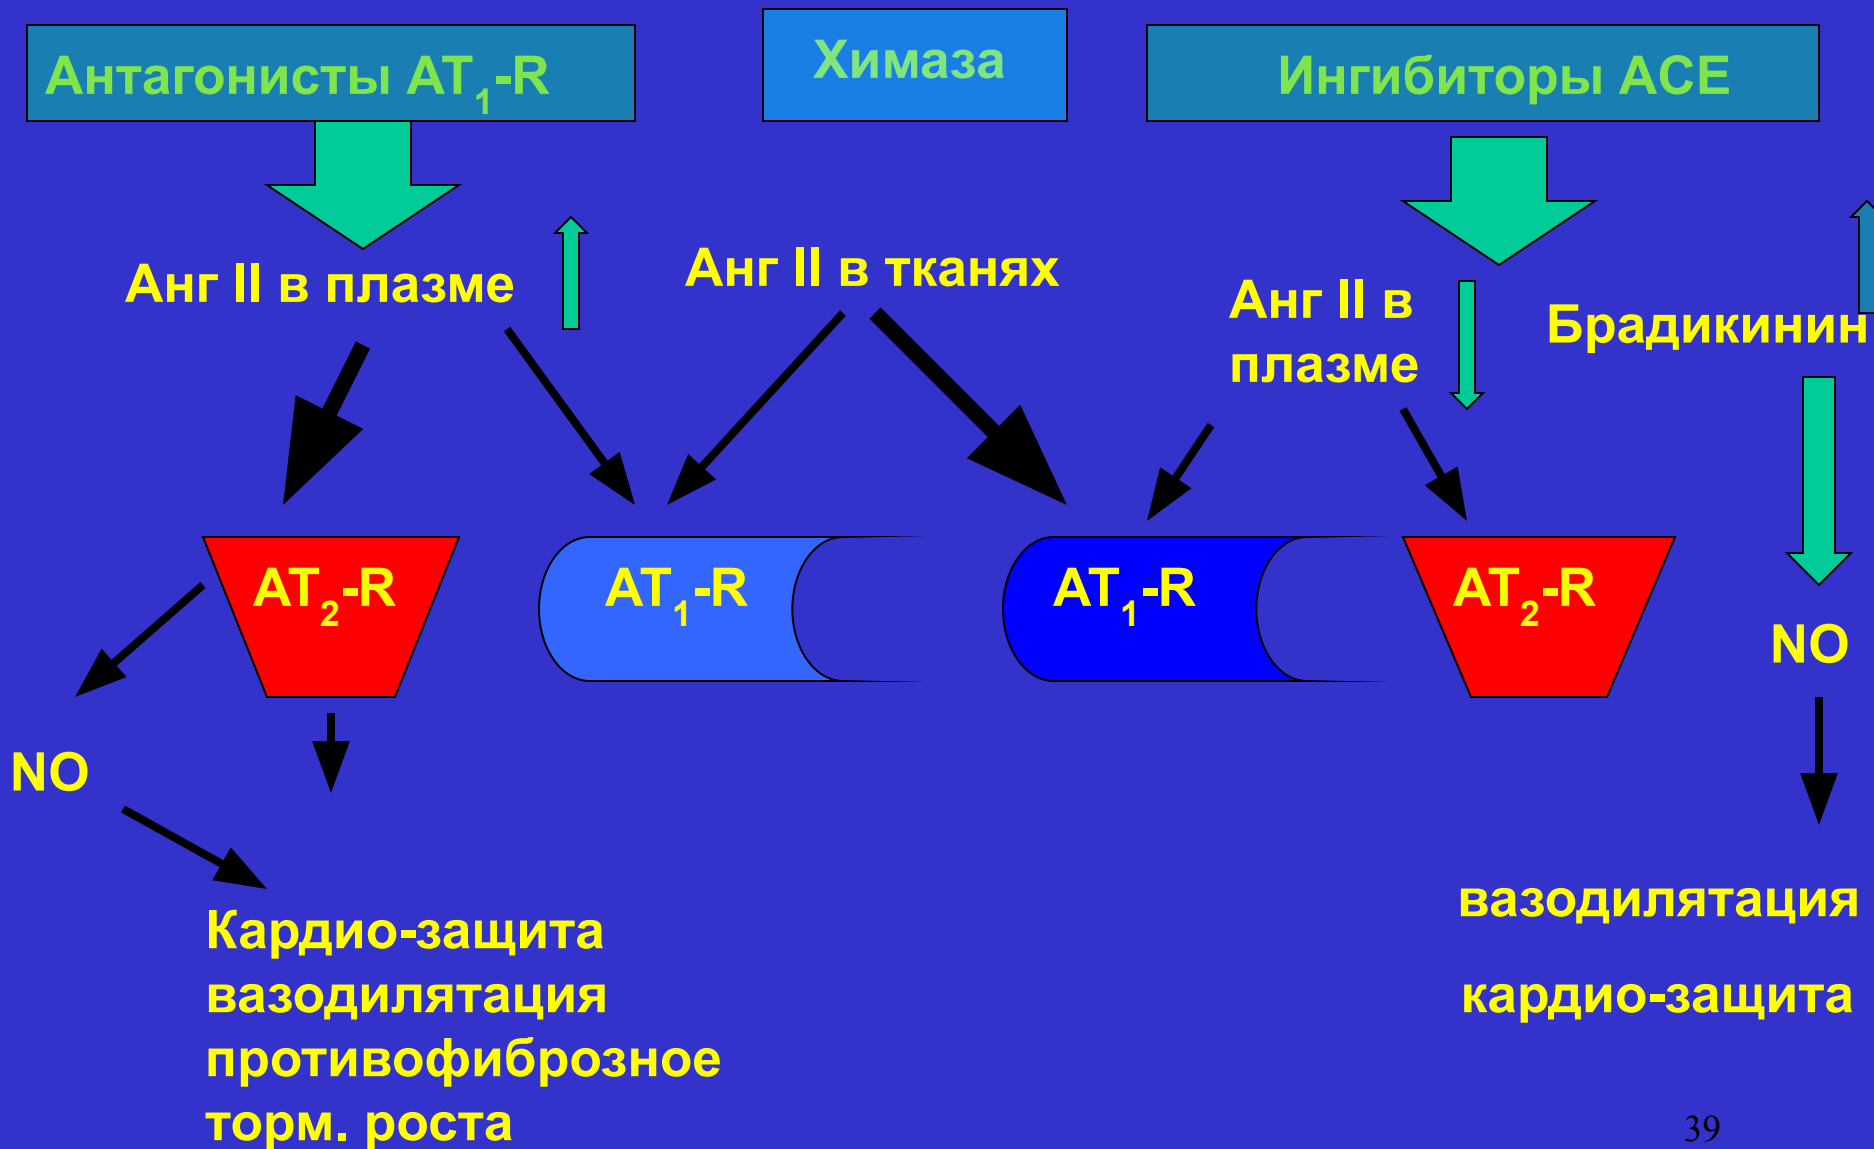 Антагонисты AT1-R
Химаза
Ингибиторы ACE
Анг II в плазме
Анг II в тканях
Анг II в
плазме
Брадикинин
AT2-R
AT1-R
AT1-R
AT2-R
NO
NO
Кардио-защита
вазодилятация
противофиброзное
торм. роста
вазодилятация
кардио-защита
39